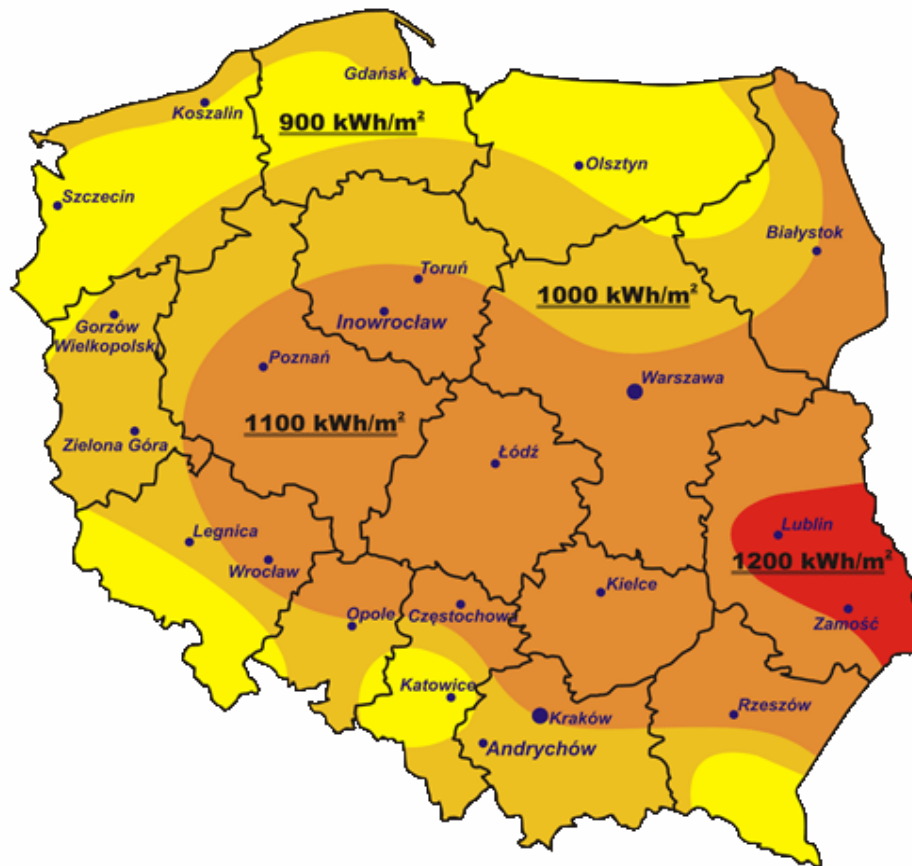 Gdańsk
Koszalin
900 kWh/m²
Olsztyn
Szczecin
Białystok
Toruń
1000 kWh/m²
Gorzów
Wielkopolski
Inowrocław
Poznań
Warszawa
1100 kWh/m²
Zielona Góra
Łódź
Legnica
Lublin
Wrocław
1200 kWh/m²
Kielce
Opole
Częstochowa
Zamość
Katowice
Rzeszów
Kraków
Andrychów